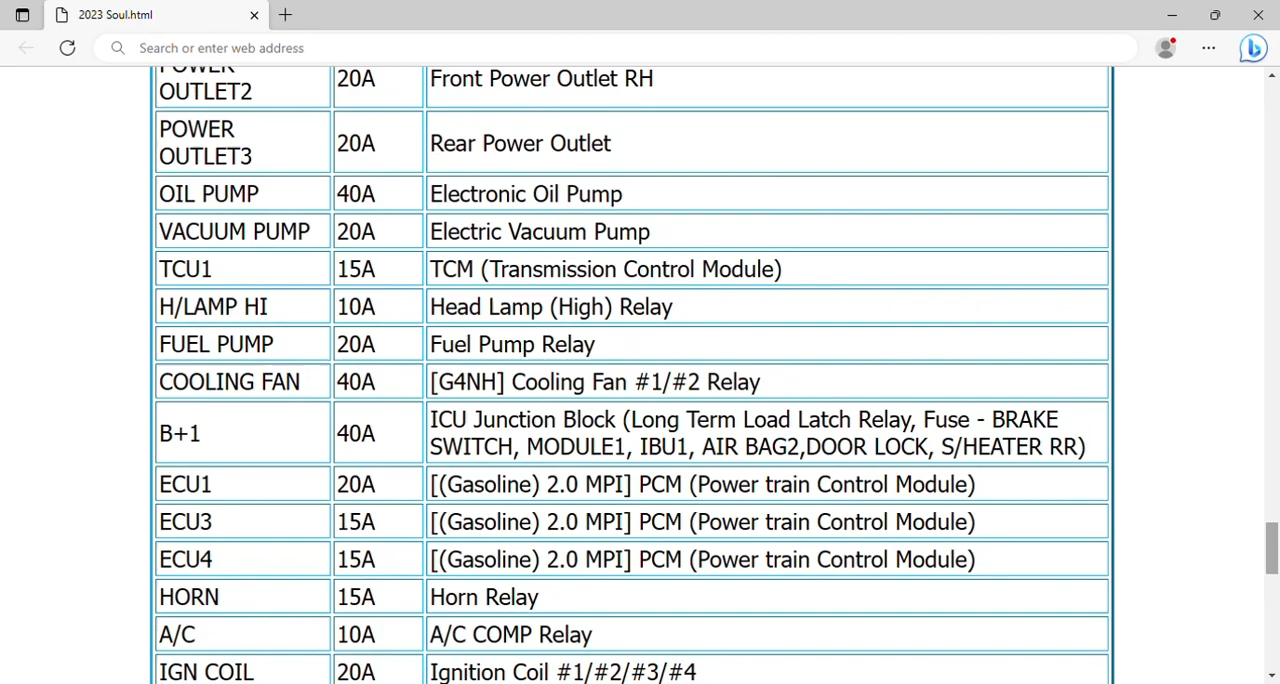 2023 Soul.html
Search or enter web address
POWER
OUTLET2
20A
Front Power Outlet RH
POWER
OUTLET3
20A
Rear Power Outlet
OIL PUMP
40A
Electronic Oil Pump
VACUUM PUMP
20A
Electric Vacuum Pump
TCU1
15A
TCM (Transmission Control Module)
H/LAMP HI
10A
Head Lamp (High) Relay
FUEL PUMP
20A
Fuel Pump Relay
COOLING FAN
40A
[G4NH] Cooling Fan #1/#2 Relay
B+1
40A
ICU Junction Block (Long Term Load Latch Relay, Fuse - BRAKE
SWITCH, MODULE1, IBU1, AIR BAG2,DOOR LOCK, S/HEATER RR)
ECU1
20A
[(Gasoline) 2.0 MPI] PCM (Power train Control Module)
ECU3
15A
[(Gasoline) 2.0 MPI] PCM (Power train Control Module)
ECU4
15A
[(Gasoline) 2.0 MPI] PCM (Power train Control Module)
HORN
15A
Horn Relay
A/C
10A
A/C COMP Relay
IGN COIL
20A
Ignition Coil #1/#2/#3/#4